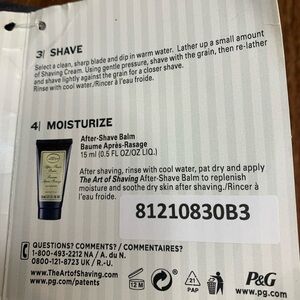 3| SHAVE
Select a clean, sharp blade and dip in warm water. Lather up a small amount
of Shaving Cream. Using gentle pressure, shave with the grain, then re-lather
and shave lightly against the grain for a closer shave.
Rinse with cool water./Rincer à l'eau froide.
4| MOISTURIZE
After-Shave Balm
Baume Après-Rasage
15 ml (0.5 FL OZ/OZ LIQ.)
After shaving, rinse with cool water, pat dry and apply
The Art of Shaving After-Shave Balm to replenish
moisture and soothe dry skin after shaving./Rincer à
l'eau froide.
81210830B3
QUESTIONS? COMMENTS? / COMMENTAIRES?
1-800-493-2212 NA / A. du N.
0800-121-8723 UK / R.-U.
www.TheArtofShaving.com
www.pg.com/patents
12 M
21
PAP
P&G
www.pg.com